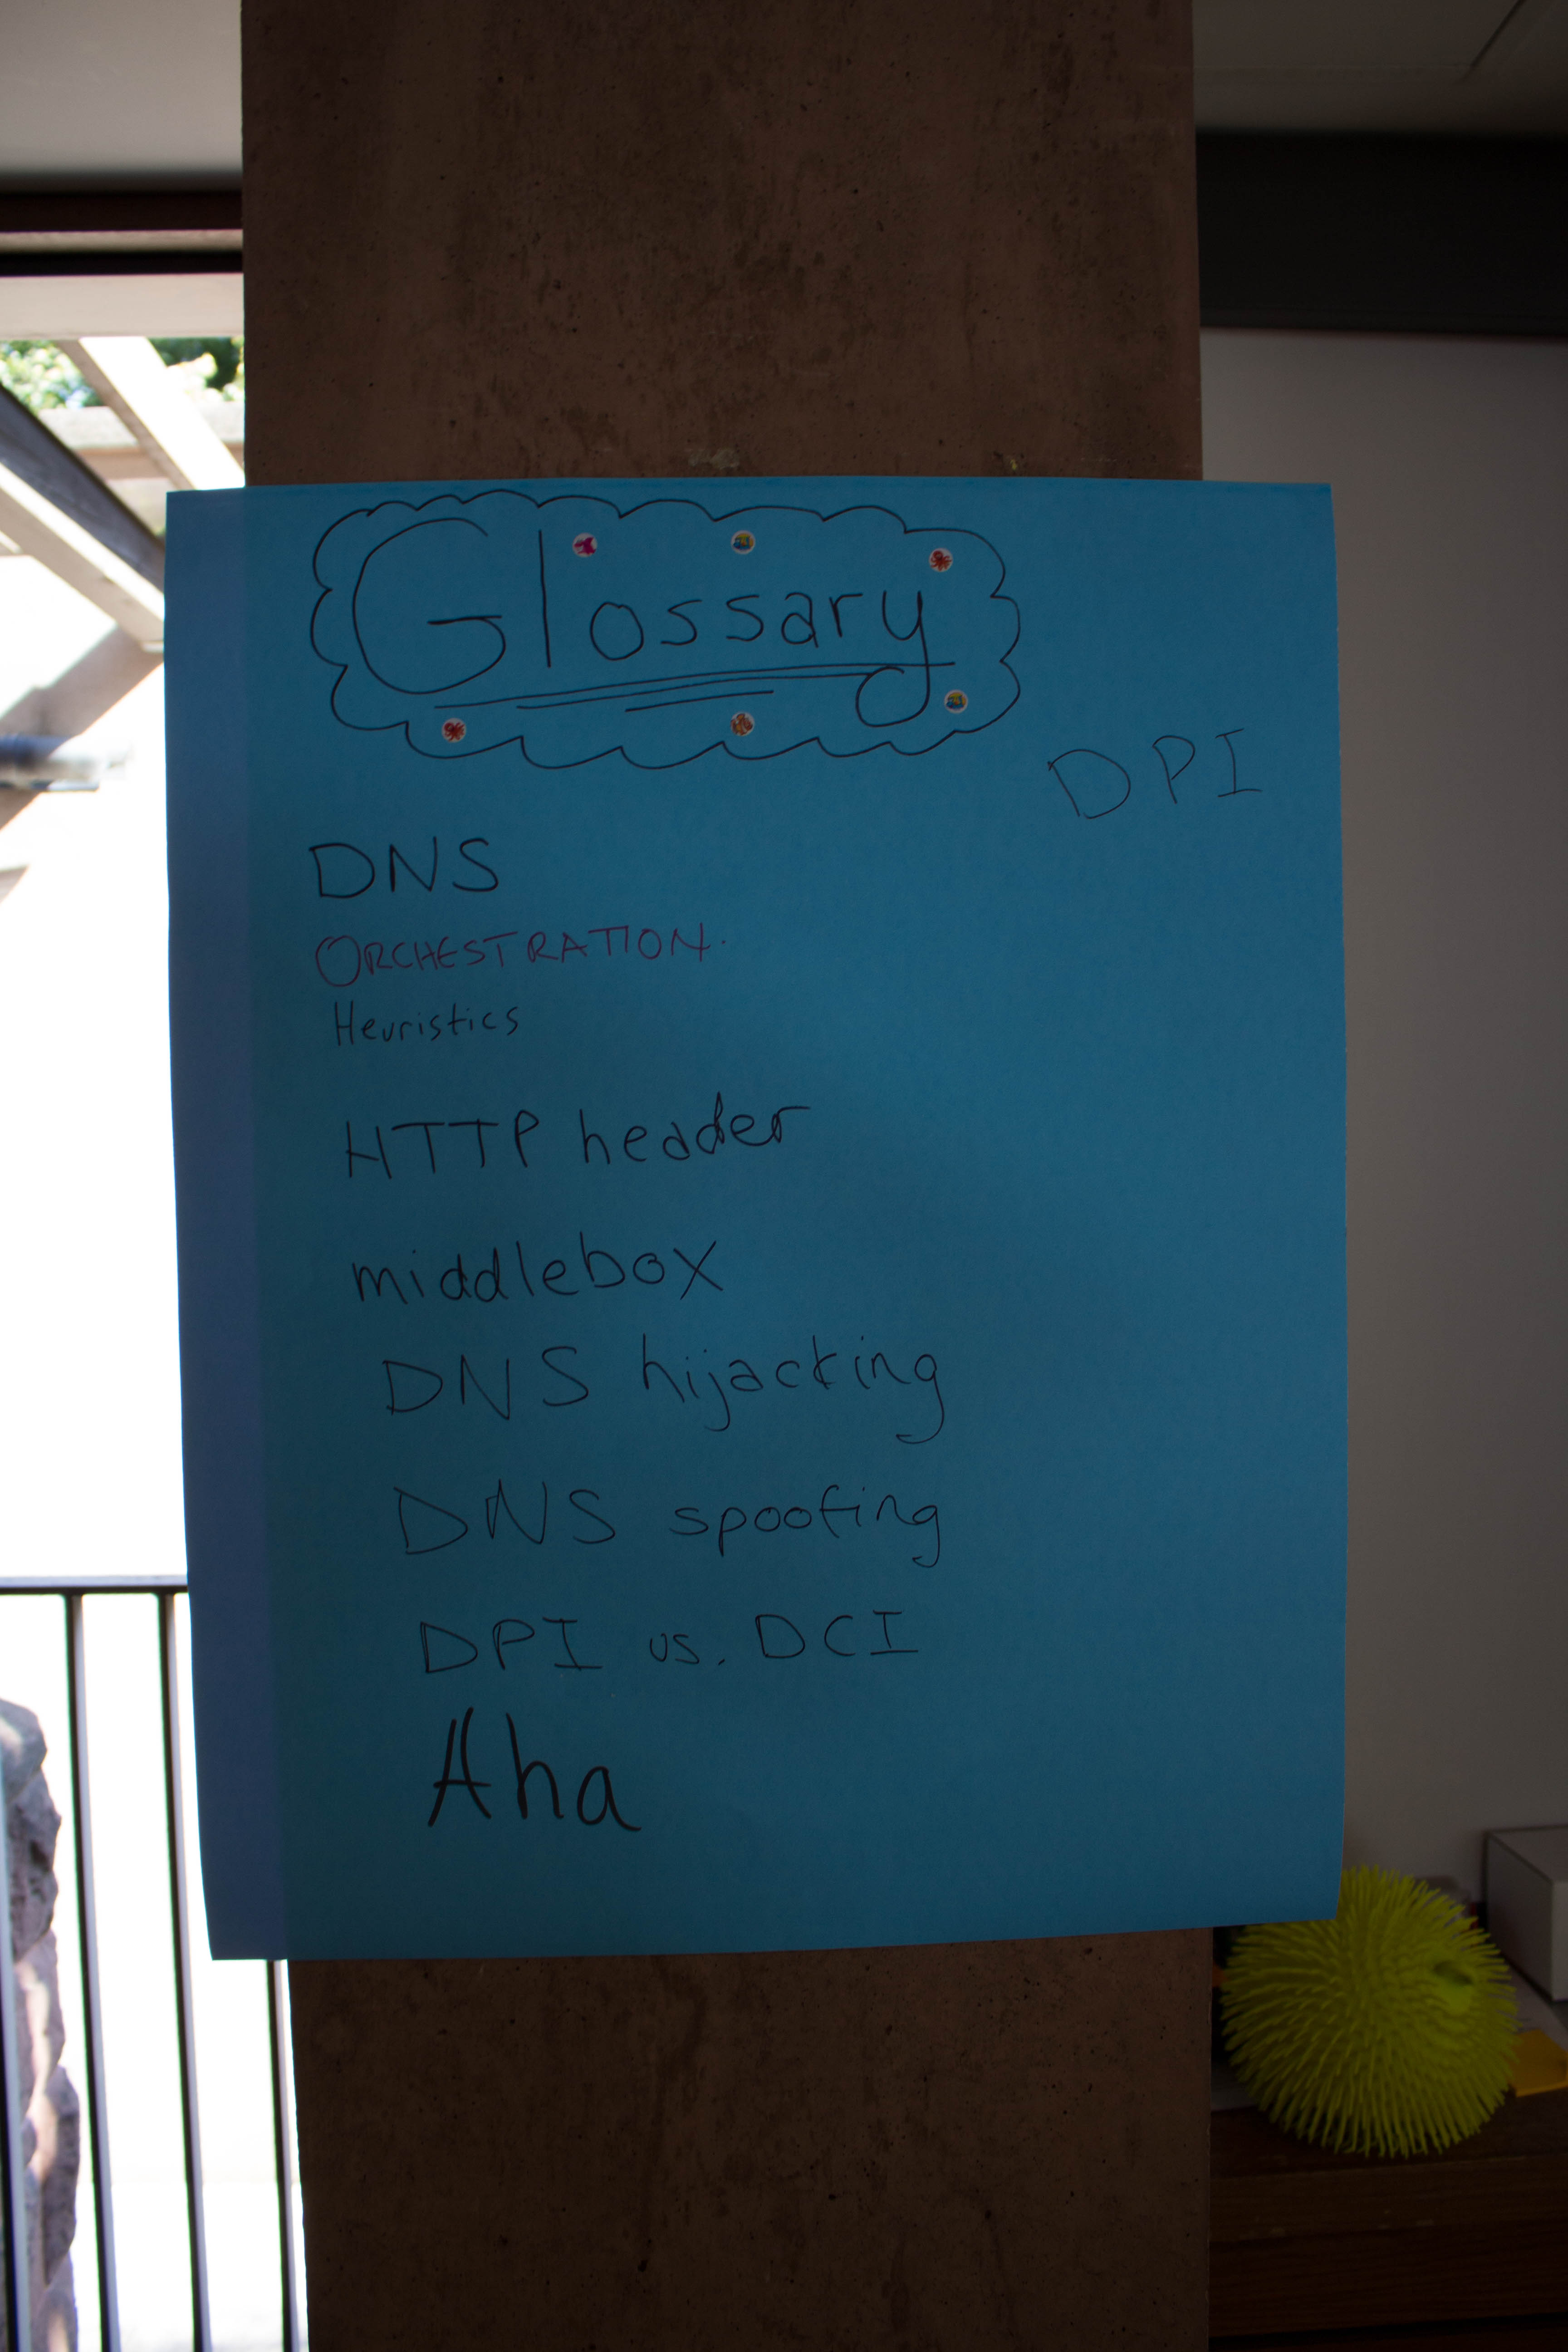 Glossary
DPI
DNS
ORCHESTRATION.
Heuristics
HTTP header
middlebox
DNS hijacking
DNS spoofing
DPI vs. DCI
Aha